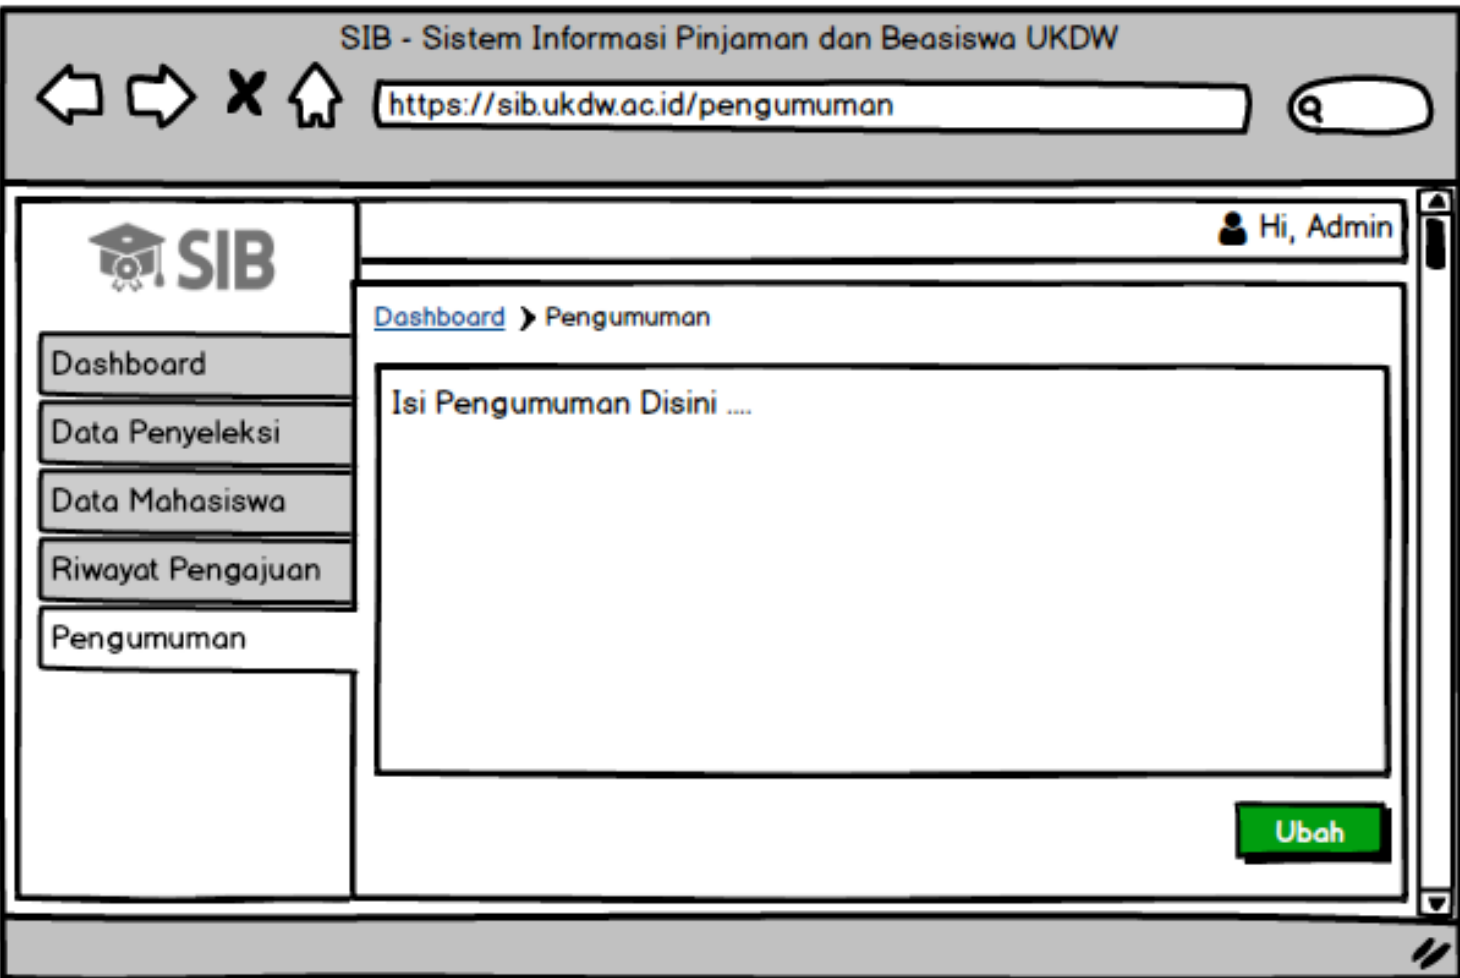 SIB - Sistem Informasi Pinjaman dan Beasiswa UKDW
https://sib.ukdw.ac.id/pengumuman
SIB
Hi, Admin
Dashboard
Data Penyeleksi
Data Mahasiswa
Riwayat Pengajuan
Pengumuman
Dashboard > Pengumuman
Isi Pengumuman Disini ....
Ubah